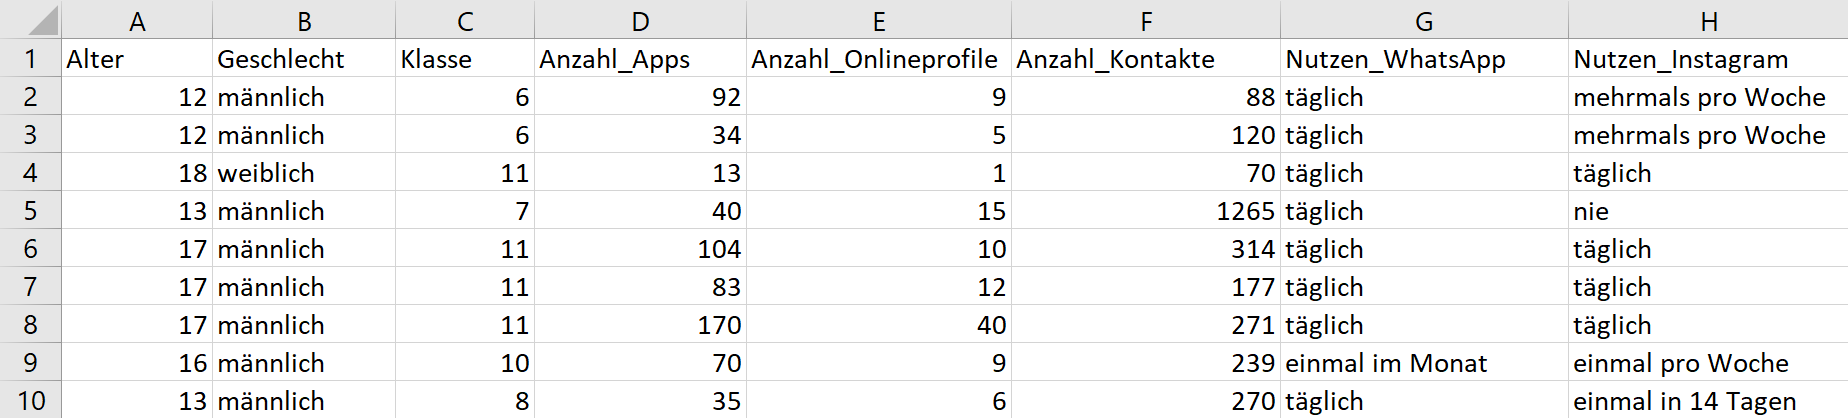 A B C D E F G H
1 Alter Geschlecht Klasse Anzahl_Apps Anzahl_Onlineprofile Anzahl_Kontakte Nutzen_WhatsApp Nutzen_Instagram
2 12 männlich 6 92 9 88 täglich mehrmals pro Woche
3 12 männlich 6 34 5 120 täglich mehrmals pro Woche
4 18 weiblich 11 13 1 70 täglich täglich
5 13 männlich 7 40 15 1265 täglich nie
6 17 männlich 11 104 10 314 täglich täglich
7 17 männlich 11 83 12 177 täglich täglich
8 17 männlich 11 170 40 271 täglich täglich
9 16 männlich 10 70 9 239 einmal im Monat einmal pro Woche
10 13 männlich 8 35 6 270 täglich einmal in 14 Tagen